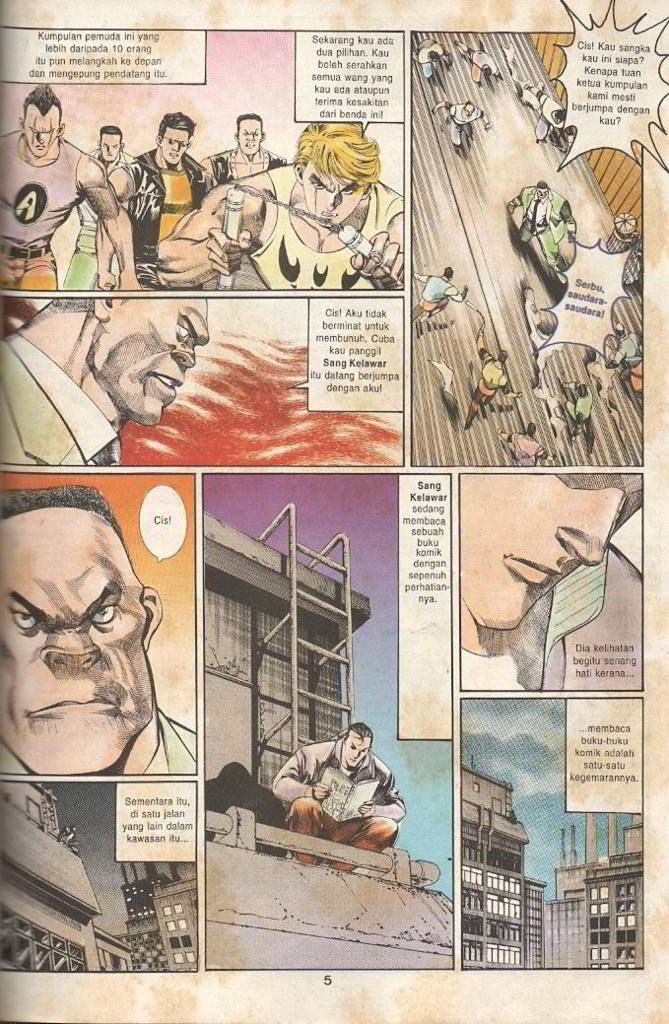 Kumpulan pemuda ini yang
lebih daripada 10 orang
itu pun melangkah ke depan
dan mengepung pendatang itu.
Sekarang kau ada
dua pilihan. Kau
boleh serahkan
semua wang yang
kau ada ataupun
terima kesakitan
dari benda ini!
A
Cis! Kau sangka
kau ini siapa?
Kenapa tuan
ketua kumpulan
kami mesti
berjumpa dengan
kau?
Serbu,
saudara-
saudara!
Cis! Aku tidak
berminat untuk
membunuh. Cuba
kau panggil
Sang Kelawar
itu datang berjumpa
dengan aku!
Cis!
Sementara itu,
di satu jalan
yang lain dalam
kawasan itu...
Sang
Kelawar
sedang
membaca
sebuah
buku
komik
dengan
sepenuh
perhatian-
nya.
Dia kelihatan
begitu senang
hati kerana...
...membaca
buku-buku
komik adalah
satu-satu
kegemarannya.
5